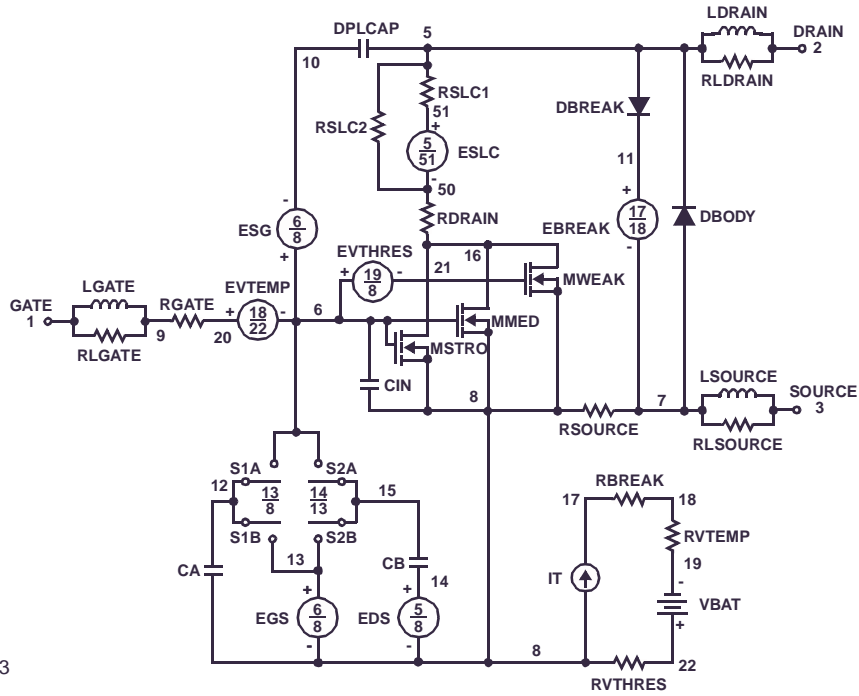 LDRAIN
DPLCAP 5 DRAIN
10 2
RSLC1 RLDRAIN
51 DBREAK
RSLC2 +
5
51 ESLC
11
-
50
- + 17
18
6
8 RDRAIN EBREAK DBODY
ESG
+ EVTHRES 16 -
+ 19
8 - 21 MWEAK
LGATE EVTEMP
GATE RGATE + 18
22 - 6 MMED
1 9 20 MSTRO
RLGATE
CIN LSOURCE
8 7 SOURCE
3
RSOURCE
RLSOURCE
S1A S2A
12 13
8 14
13 15 RBREAK
17 18
S1B S2B RVTEMP
13 CB 19
CA 14 IT -
+ + VBAT
EGS 6
8 EDS 5
8 +
- - 8 22
RVTHRES
3